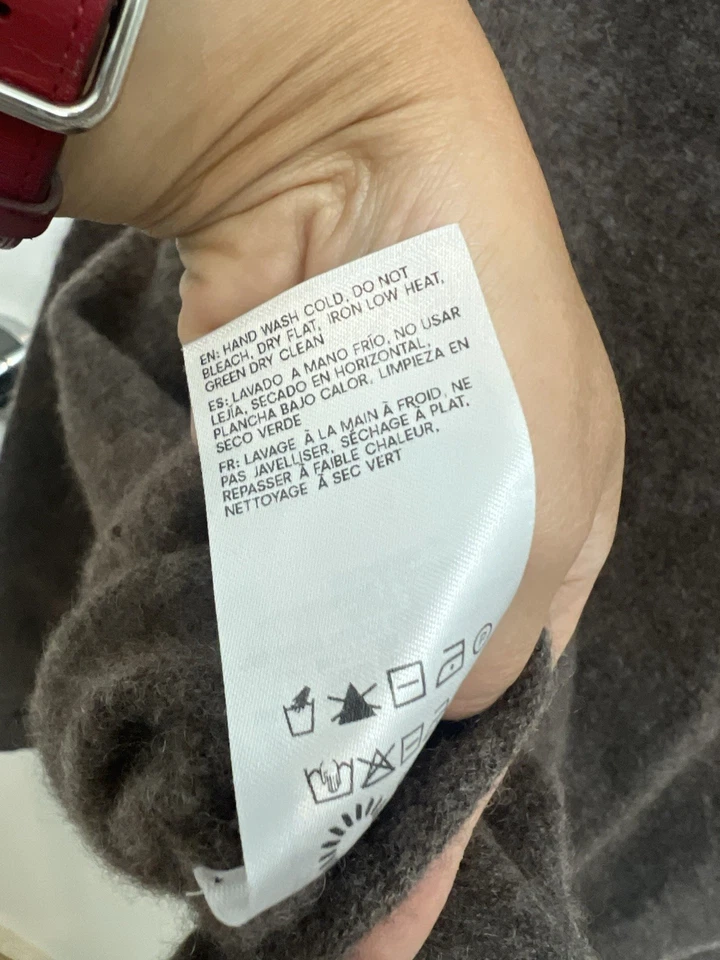 EN: HAND WASH COLD, DO NOT
BLEACH, DRY FLAT, IRON LOW HEAT,
GREEN DRY CLEAN
ES: LAVADO A MANO FRÍO, NO USAR
LEJÍA, SECADO EN HORIZONTAL,
PLANCHA BAJO CALOR, LIMPIEZA EN
SECO VERDE
FR: LAVAGE À LA MAIN À FROID, NE
PAS JAVELLISER, SÉCHAGE À PLAT,
REPASSER À FAIBLE CHALEUR,
NETTOYAGE À SEC VERT
P